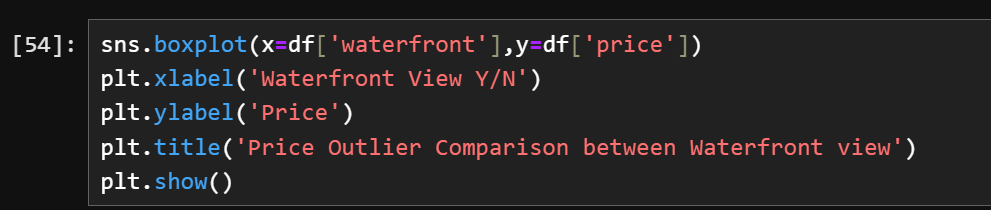 [54]: sns.boxplot(x=df['waterfront'],y=df['price'])
plt.xlabel('Waterfront View Y/N')
plt.ylabel('Price')
plt.title('Price Outlier Comparison between Waterfront view')
plt.show()